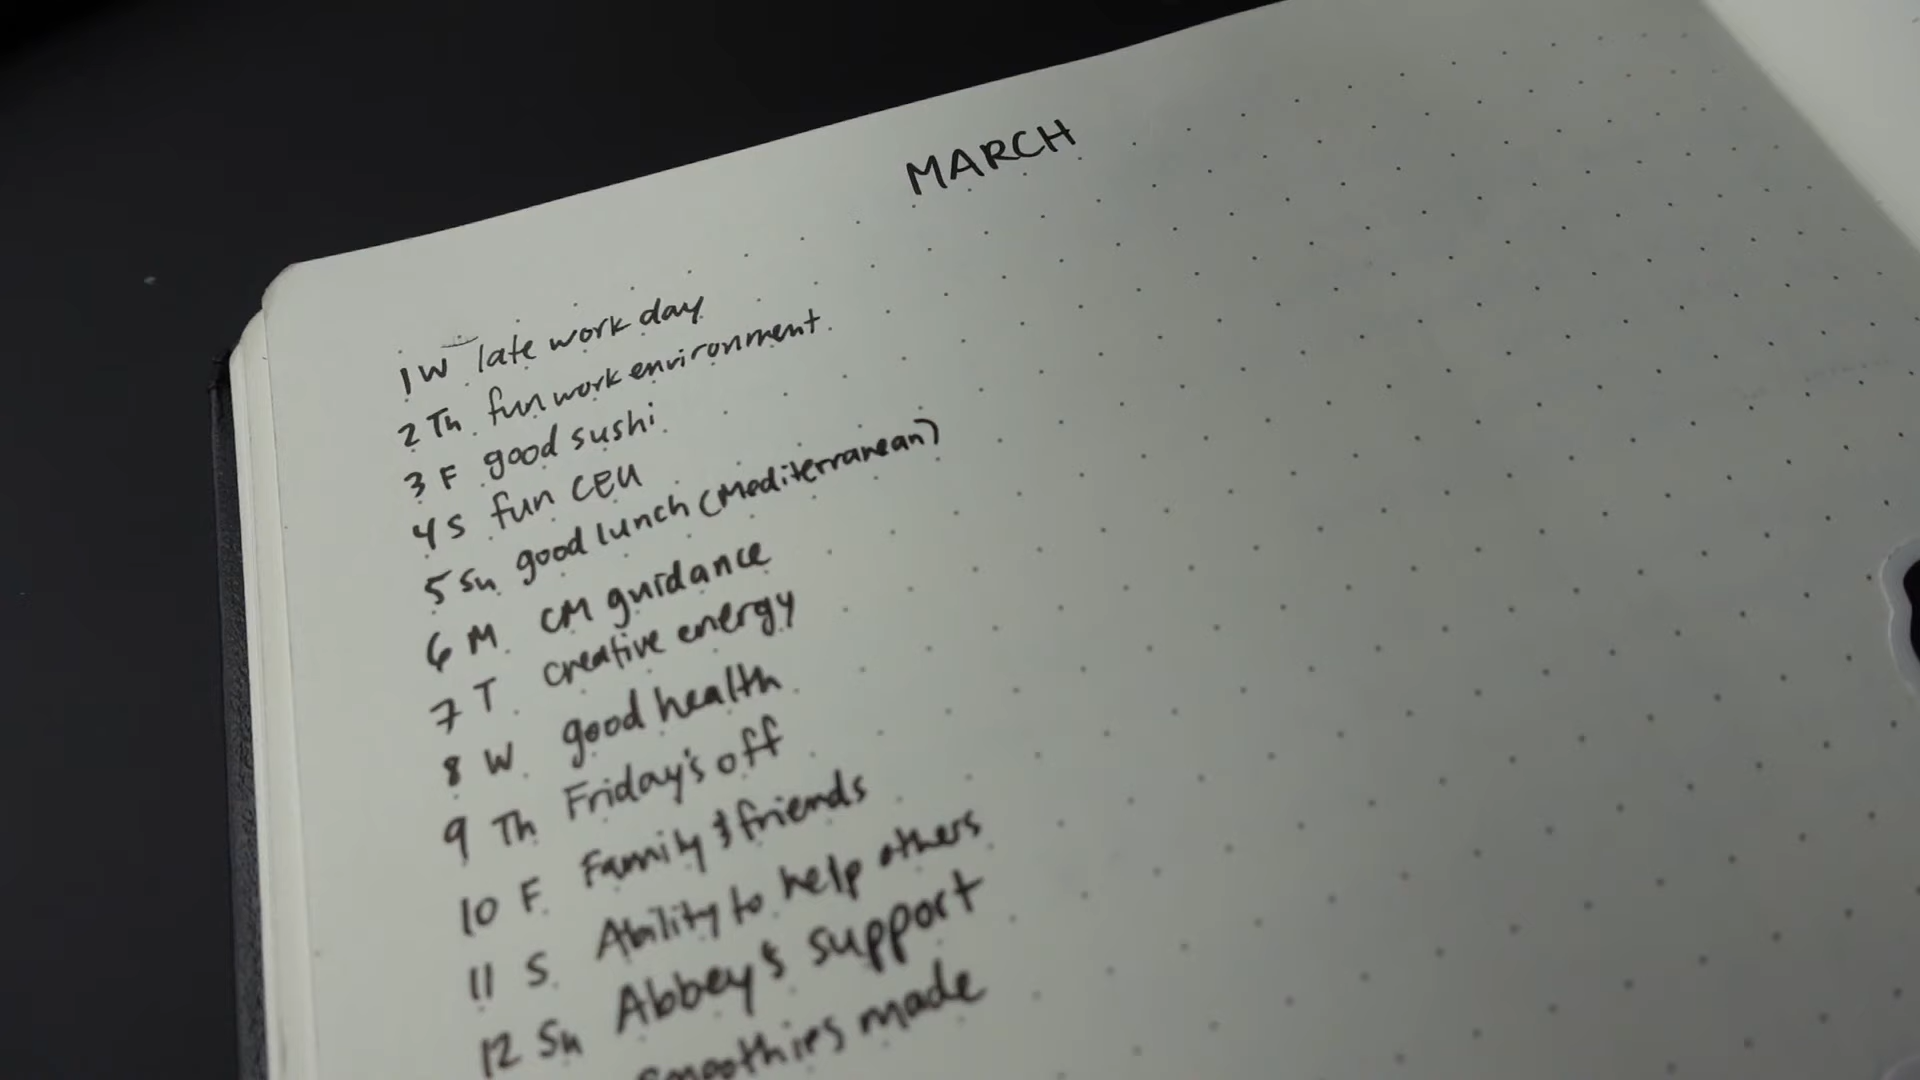 MARCH
1 W late work day
2 Th fun work environment
3 F good sushi
4 S fun CEU
5 Su good lunch (Mediterranean)
6 M CM guidance
7 T creative energy
8 W good health
9 Th Friday's off
10 F Family & friends
11 S Ability to help others
12 Su Abbey's support
smoothies made